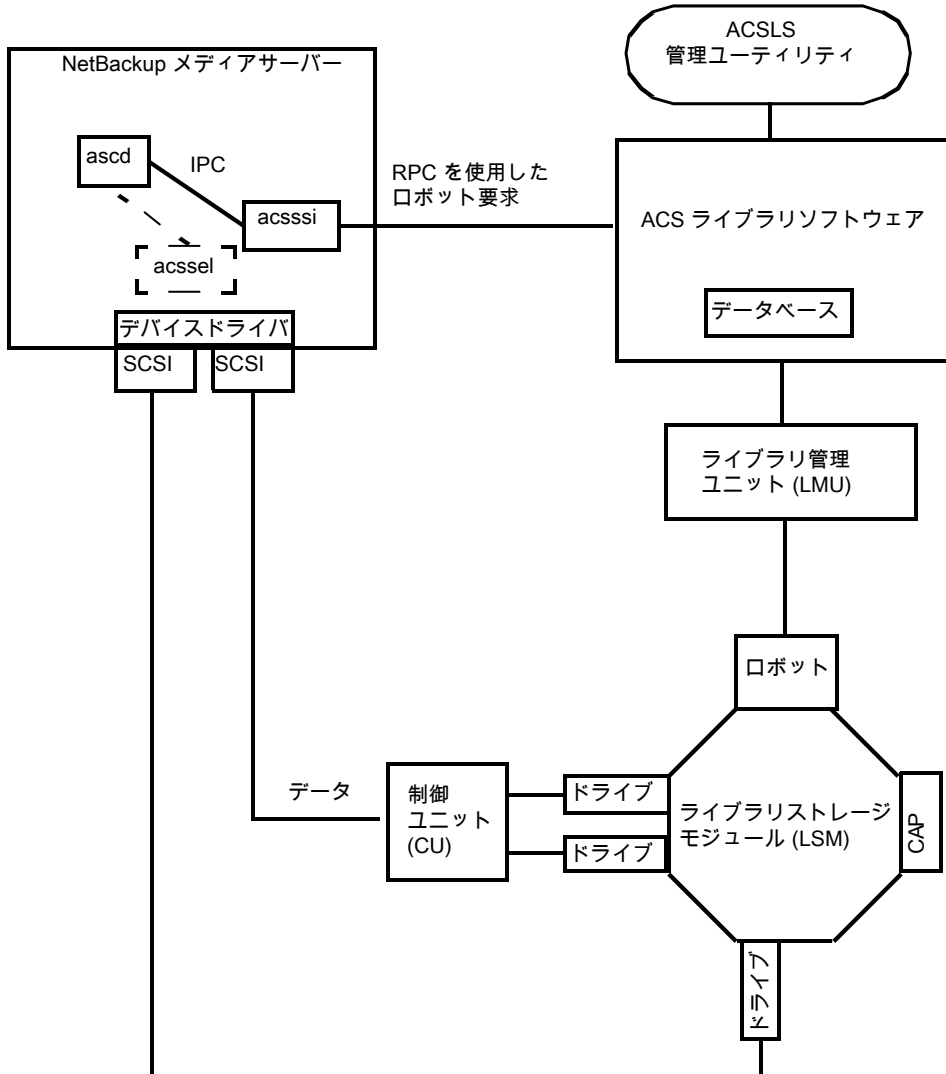 ACSLS
管理ユーティリティ
NetBackup メディアサーバー
ascd
IPC
acsssi
acssel
RPC を使用した
ロボット要求
ACS ライブラリソフトウェア
データベース
デバイスドライバ
SCSI
SCSI
ライブラリ管理
ユニット (LMU)
ロボット
データ
制御
ユニット
(CU)
ドライブ
ドライブ
ライブラリストレージ
モジュール (LSM)
CAP
ドライブ